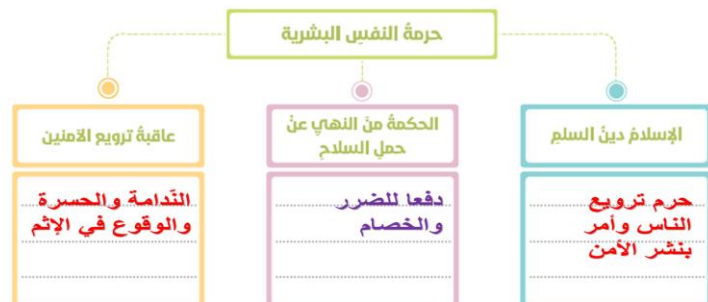 حرمةُ النفسِ البشرية
الإسلامُ دينُ السلمِ
حرم ترويع
الناس وأمر
بنشر الأمن
الحكمةُ منَ النهيِ عنْ
حملِ السلاحِ
دفعا للضرر
والخصام
عاقبةُ ترويعِ الآمنين
النَدامة والحسرة
والوقوع في الإثم